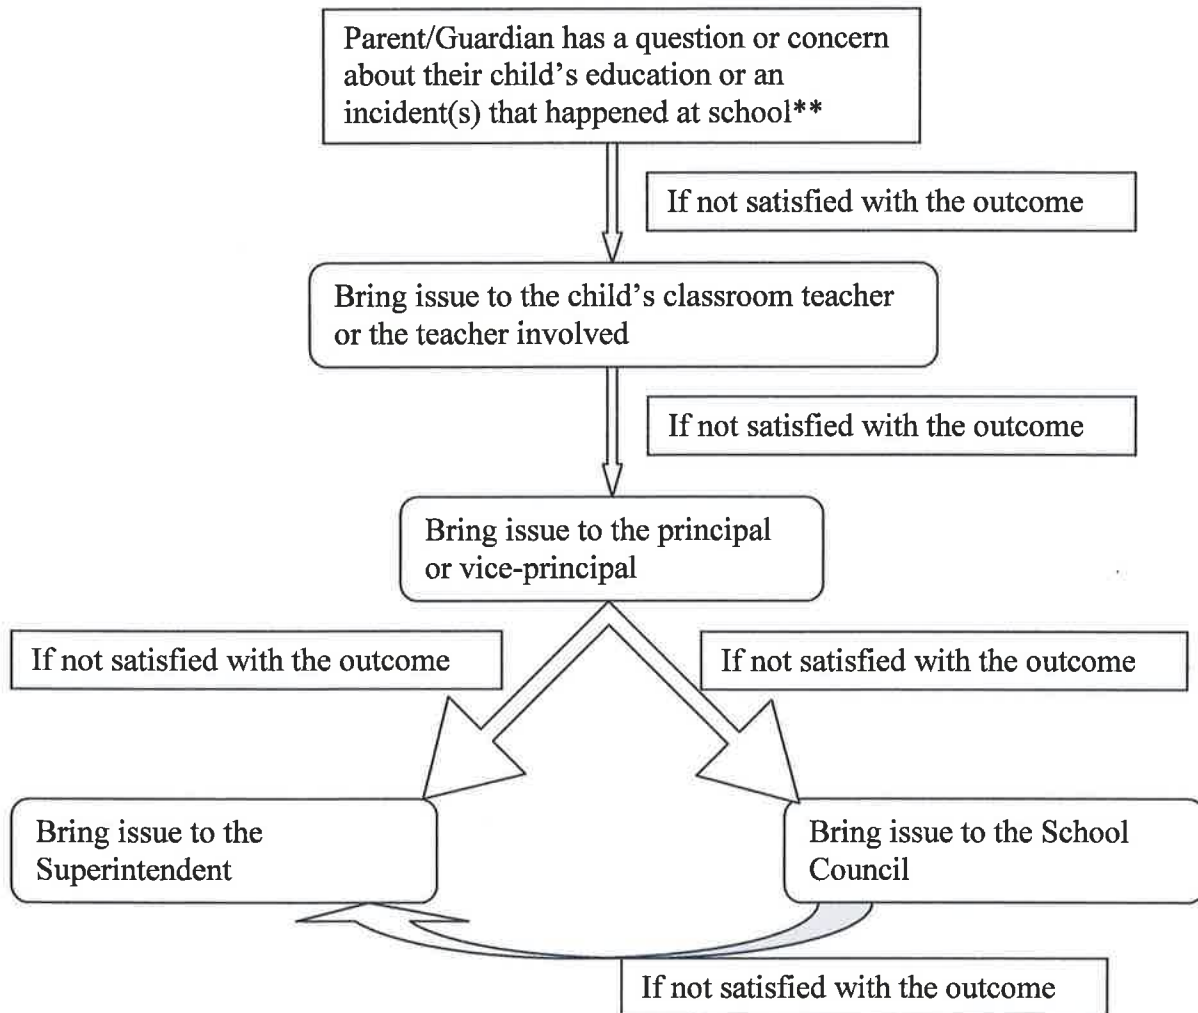 Parent/Guardian has a question or concern
about their child's education or an
incident(s) that happened at school**
If not satisfied with the outcome
Bring issue to the child's classroom teacher
or the teacher involved
If not satisfied with the outcome
Bring issue to the principal
or vice-principal
If not satisfied with the outcome
If not satisfied with the outcome
Bring issue to the
Superintendent
Bring issue to the School
Council
If not satisfied with the outcome